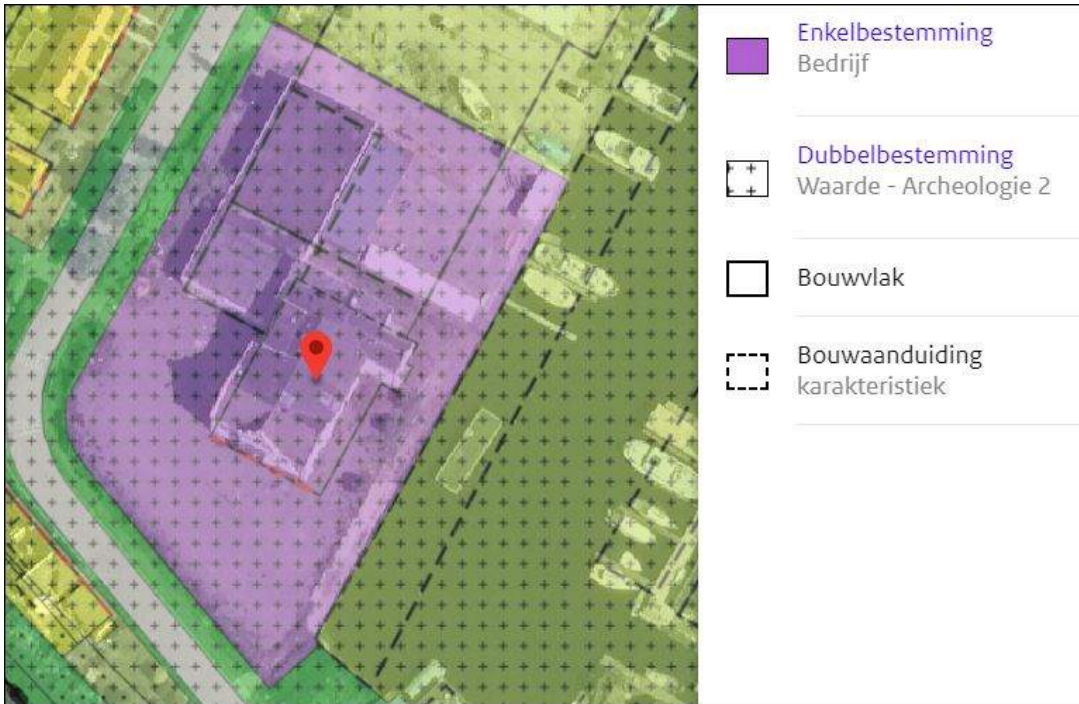 Enkelbestemming
Bedrijf
Dubbelbestemming
Waarde - Archeologie 2
Bouwvlak
Bouwaanduiding
karakteristiek